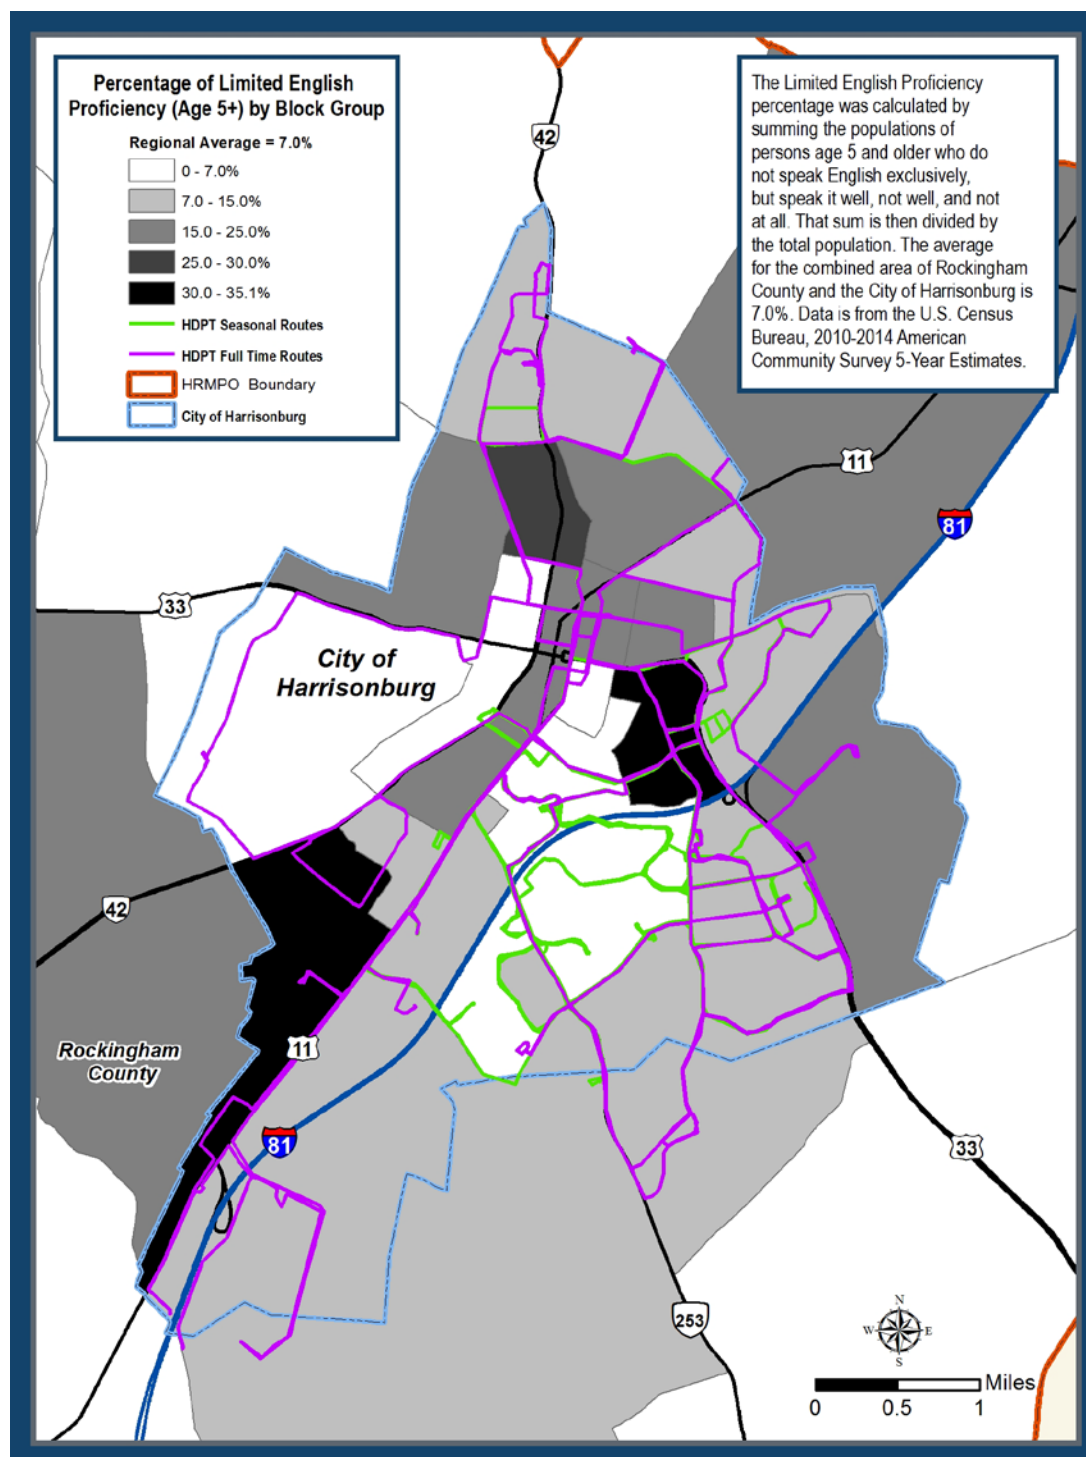 Percentage of Limited English
Proficiency (Age 5+) by Block Group
Regional Average = 7.0%
0 - 7.0%
7.0 - 15.0%
15.0 - 25.0%
25.0 - 30.0%
30.0 - 35.1%
HDPT Seasonal Routes
HDPT Full Time Routes
HRMPO Boundary
City of Harrisonburg
The Limited English Proficiency
percentage was calculated by
summing the populations of
persons age 5 and older who do
not speak English exclusively,
but speak it well, not well, and not
at all. That sum is then divided by
the total population. The average
for the combined area of Rockingham
County and the City of Harrisonburg is
7.0%. Data is from the U.S. Census
Bureau, 2010-2014 American
Community Survey 5-Year Estimates.
42
11
81
33
City of
Harrisonburg
42
Rockingham
County
11
81
33
253
N
W E
S
Miles
0 0.5 1